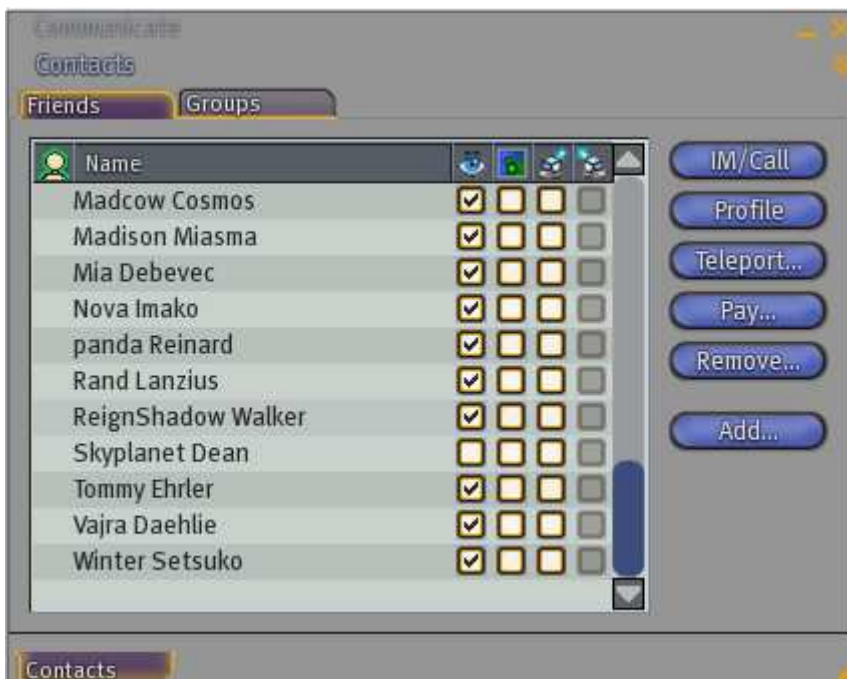 Communicate
Contacts
Friends Groups
Name
IM/Call
Madcow Cosmos
Profile
Madison Miasma
Mia Debevec
Teleport...
Nova Imako
Pay...
panda Reinard
Remove...
Rand Lanzius
ReignShadow Walker
Add...
Skyplanet Dean
Tommy Ehrler
Vajra Daehlie
Winter Setsuko
Contacts